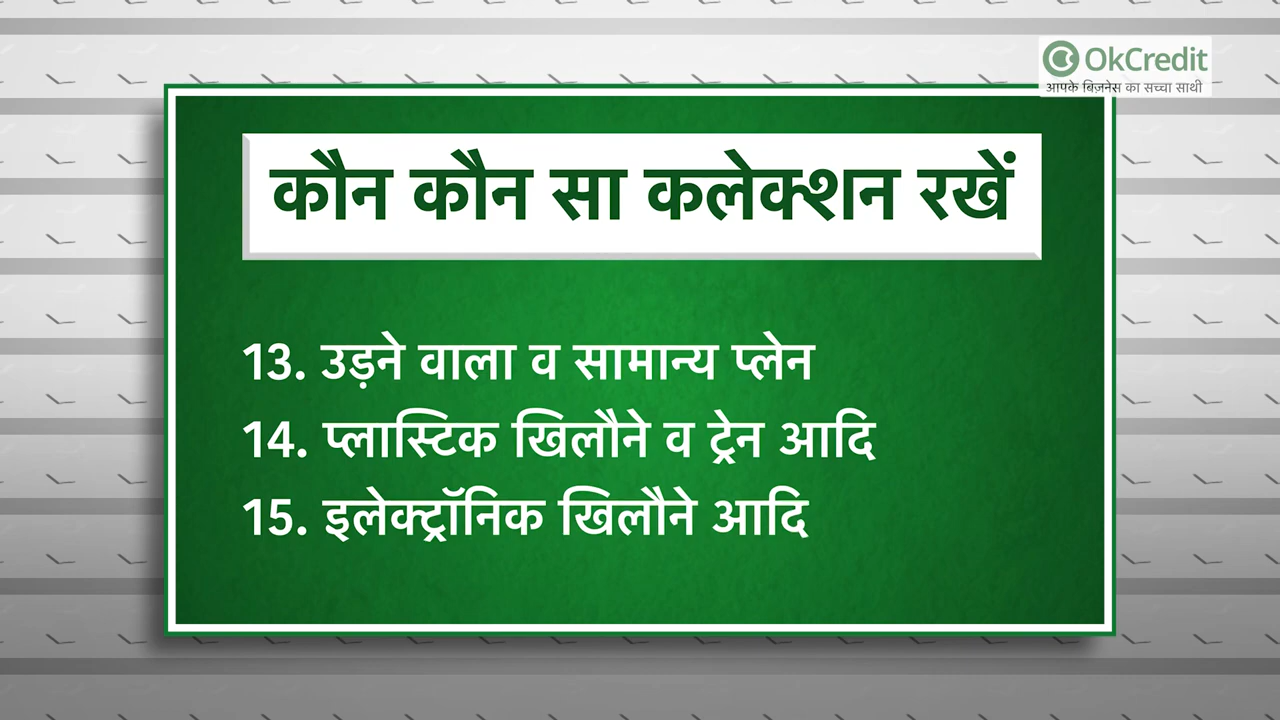 OkCredit
आपके बिज़नेस का सच्चा साथी
कौन कौन सा कलेक्शन रखें
13. उड़ने वाला व सामान्य प्लेन
14. प्लास्टिक खिलौने व ट्रेन आदि
15. इलेक्ट्रॉनिक खिलौने आदि